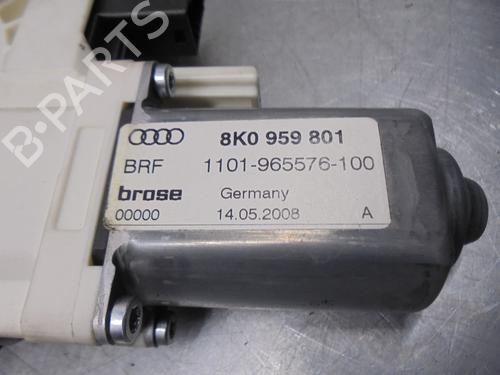 B-PARTS
8K0 959 801
BRF 1101-965576-100
brose Germany
00000 14.05.2008 A